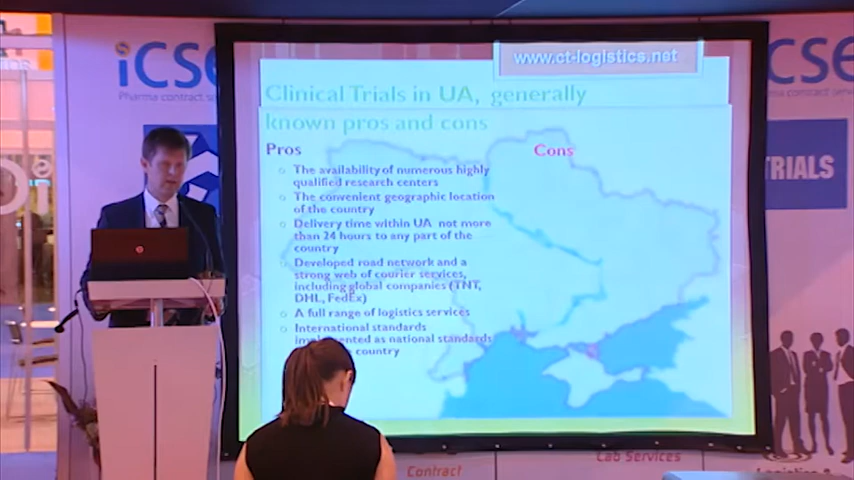 iCSE
Pharma contract
www.ct-logistics.net
Clinical Trials in UA, generally
known pros and cons
Pros
Cons
The availability of numerous highly
qualified research centers
The convenient geographic location
of the country
Delivery time within UA not more
than 24 hours to any part of the
country
Developed road network and a
strong web of courier services,
including global companies (TNT,
DHL, FedEx)
A full range of logistics services
International standards
implemented as national standards
country
CSE
Pharma contract
TRIALS
Contract
Lab Services
Logistics &